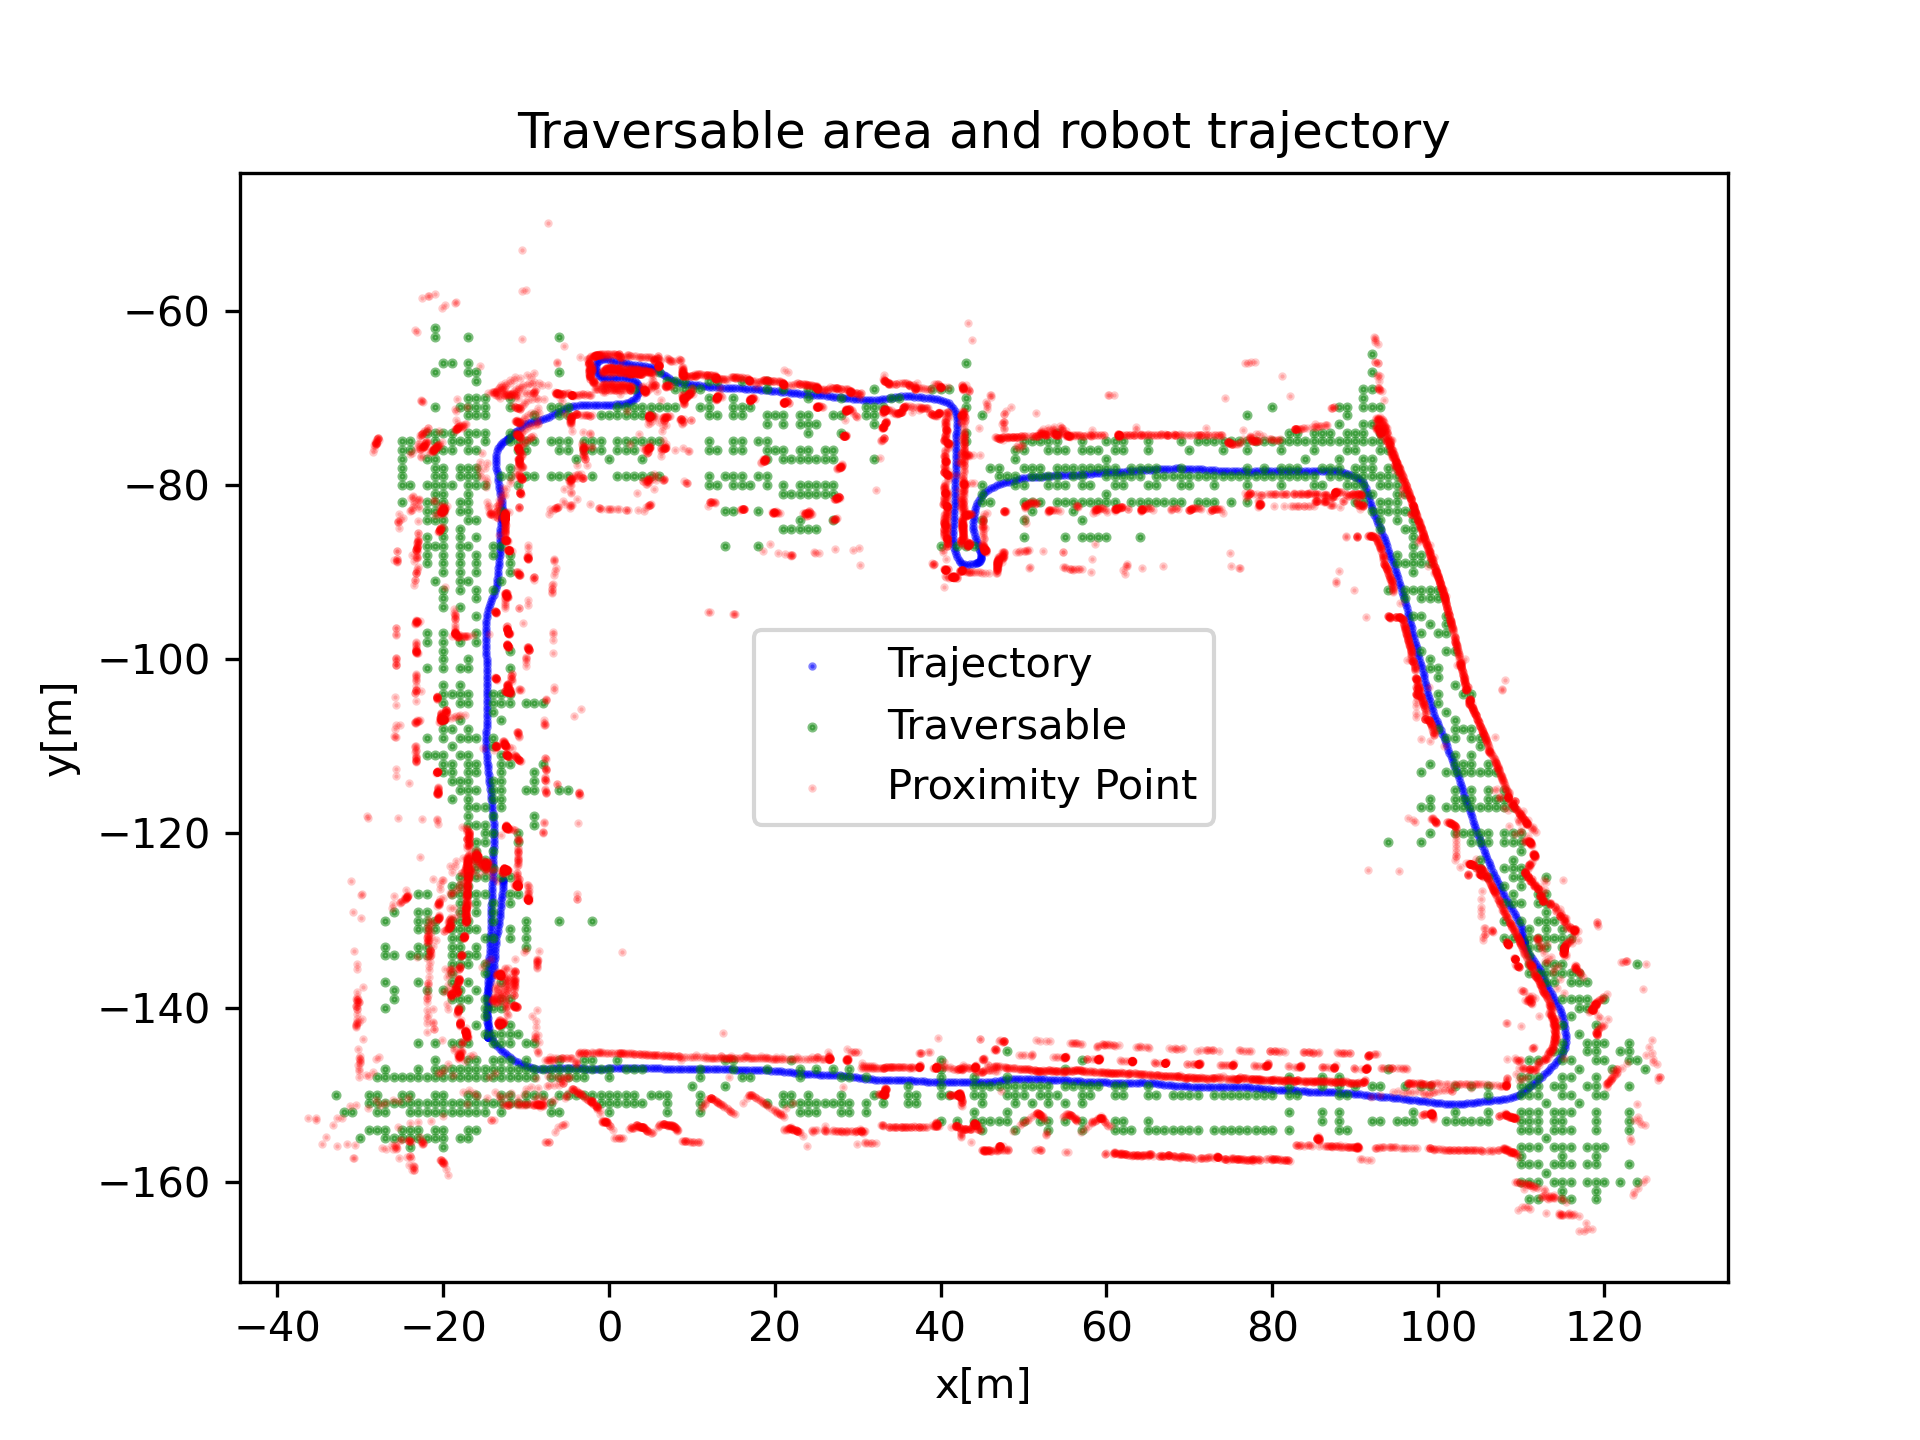 Traversable area and robot trajectory
−60
−80
−100
−120
−140
−160
y[m]
Trajectory
Traversable
Proximity Point
−40
−20
0
20
40
60
80
100
120
x[m]